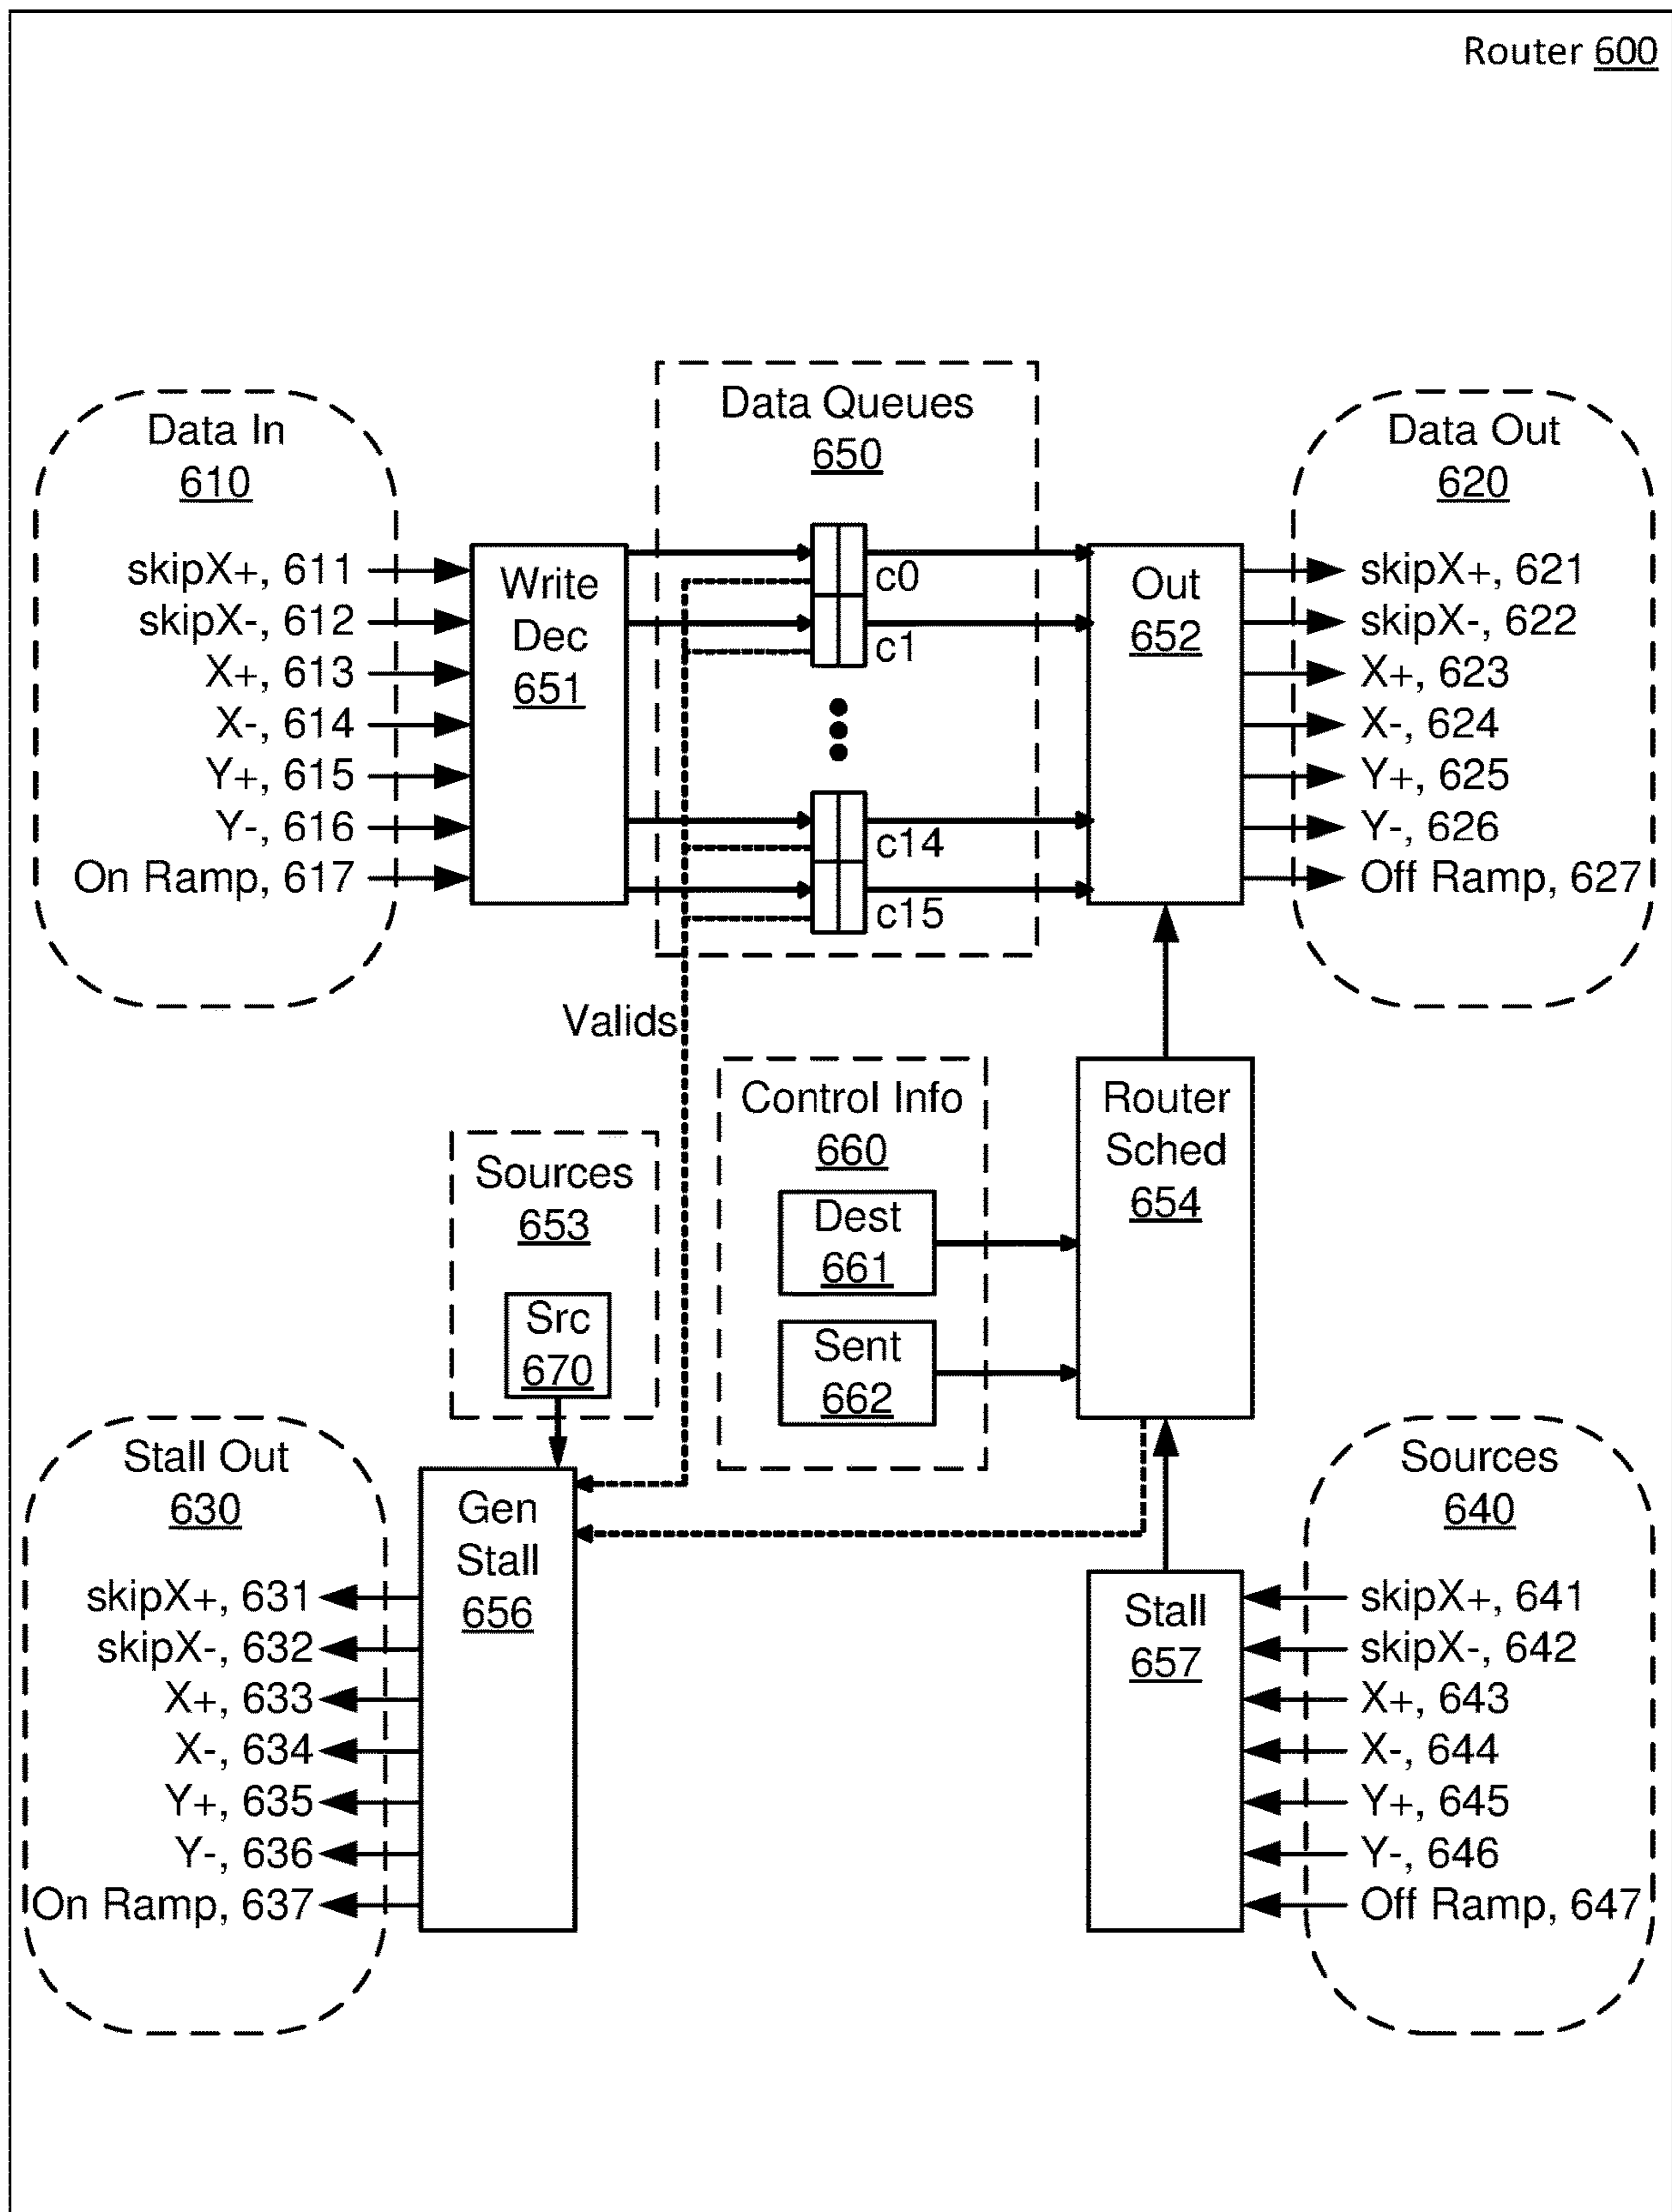 Router 600
Data In
610
skipX+, 611
skipX-, 612
X+, 613
X-, 614
Y+, 615
Y-, 616
On Ramp, 617
Write
Dec
651
Data Queues
650
c0
c1
c14
c15
Out
652
Data Out
620
skipX+, 621
skipX-, 622
X+, 623
X-, 624
Y+, 625
Y-, 626
Off Ramp, 627
Valids
Sources
653
Src
670
Control Info
660
Dest
661
Sent
662
Router
Sched
654
Stall Out
630
skipX+, 631
skipX-, 632
X+, 633
X-, 634
Y+, 635
Y-, 636
On Ramp, 637
Gen
Stall
656
Stall
657
Sources
640
skipX+, 641
skipX-, 642
X+, 643
X-, 644
Y+, 645
Y-, 646
Off Ramp, 647